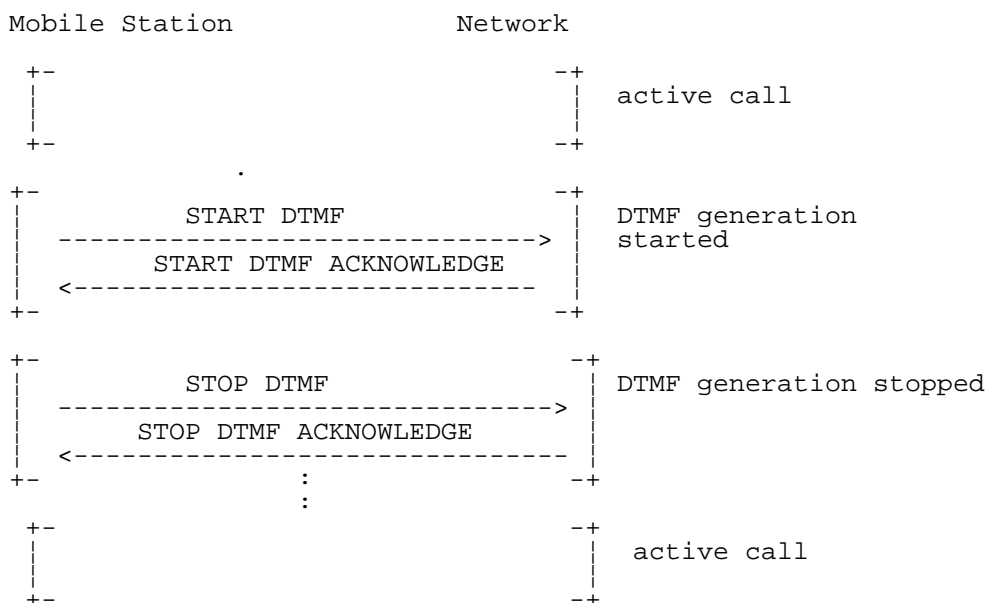 Mobile Station Network
active call
START DTMF DTMF generation
started
START DTMF ACKNOWLEDGE
STOP DTMF DTMF generation stopped
STOP DTMF ACKNOWLEDGE
active call